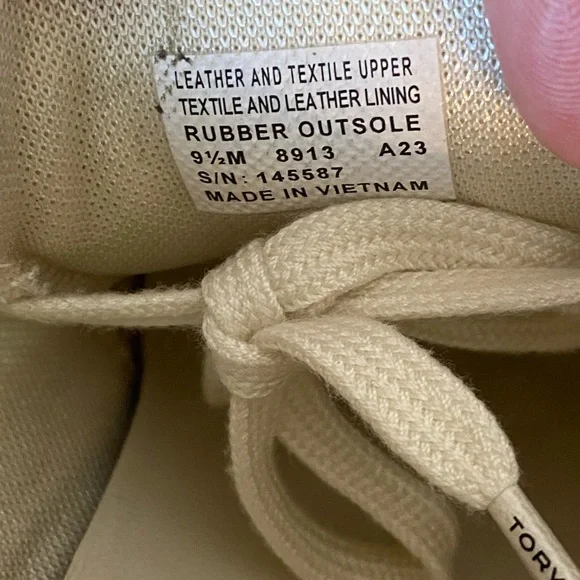 LEATHER AND TEXTILE UPPER
TEXTILE AND LEATHER LINING
RUBBER OUTSOLE
9½M 8913 A23
S/N: 145587
MADE IN VIETNAM
TORY